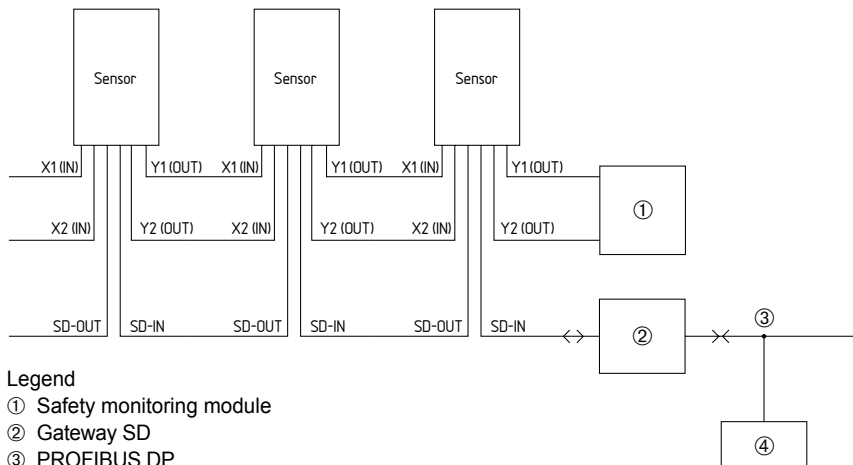 Sensor Sensor Sensor
X1 (IN) Y1 (OUT) X1 (IN) Y1 (OUT) X1 (IN) Y1 (OUT)
①
X2 (IN) Y2 (OUT) X2 (IN) Y2 (OUT) X2 (IN) Y2 (OUT)
③
SD-OUT SD-IN SD-OUT SD-IN SD-OUT SD-IN
②
Legend
① Safety monitoring module
② Gateway SD
③ PROFIBUS DP
④